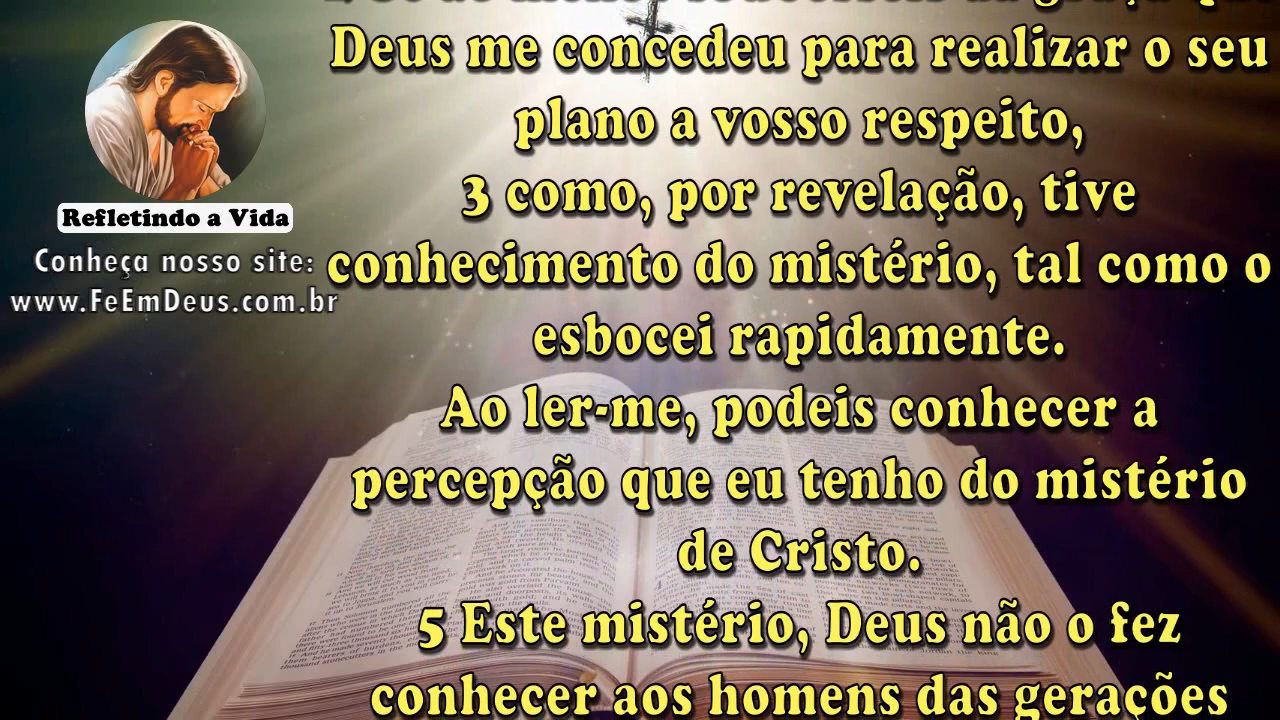 Deus me concedeu para realizar o seu
plano a vosso respeito,
3 como, por revelação, tive
conhecimento do mistério, tal como o
esbocei rapidamente.
Ao ler-me, podeis conhecer a
percepção que eu tenho do mistério
de Cristo.
5 Este mistério, Deus não o fez
conhecer aos homens das gerações
Refletindo a Vida
Conheça nosso site:
www.FeEmDeus.com.br